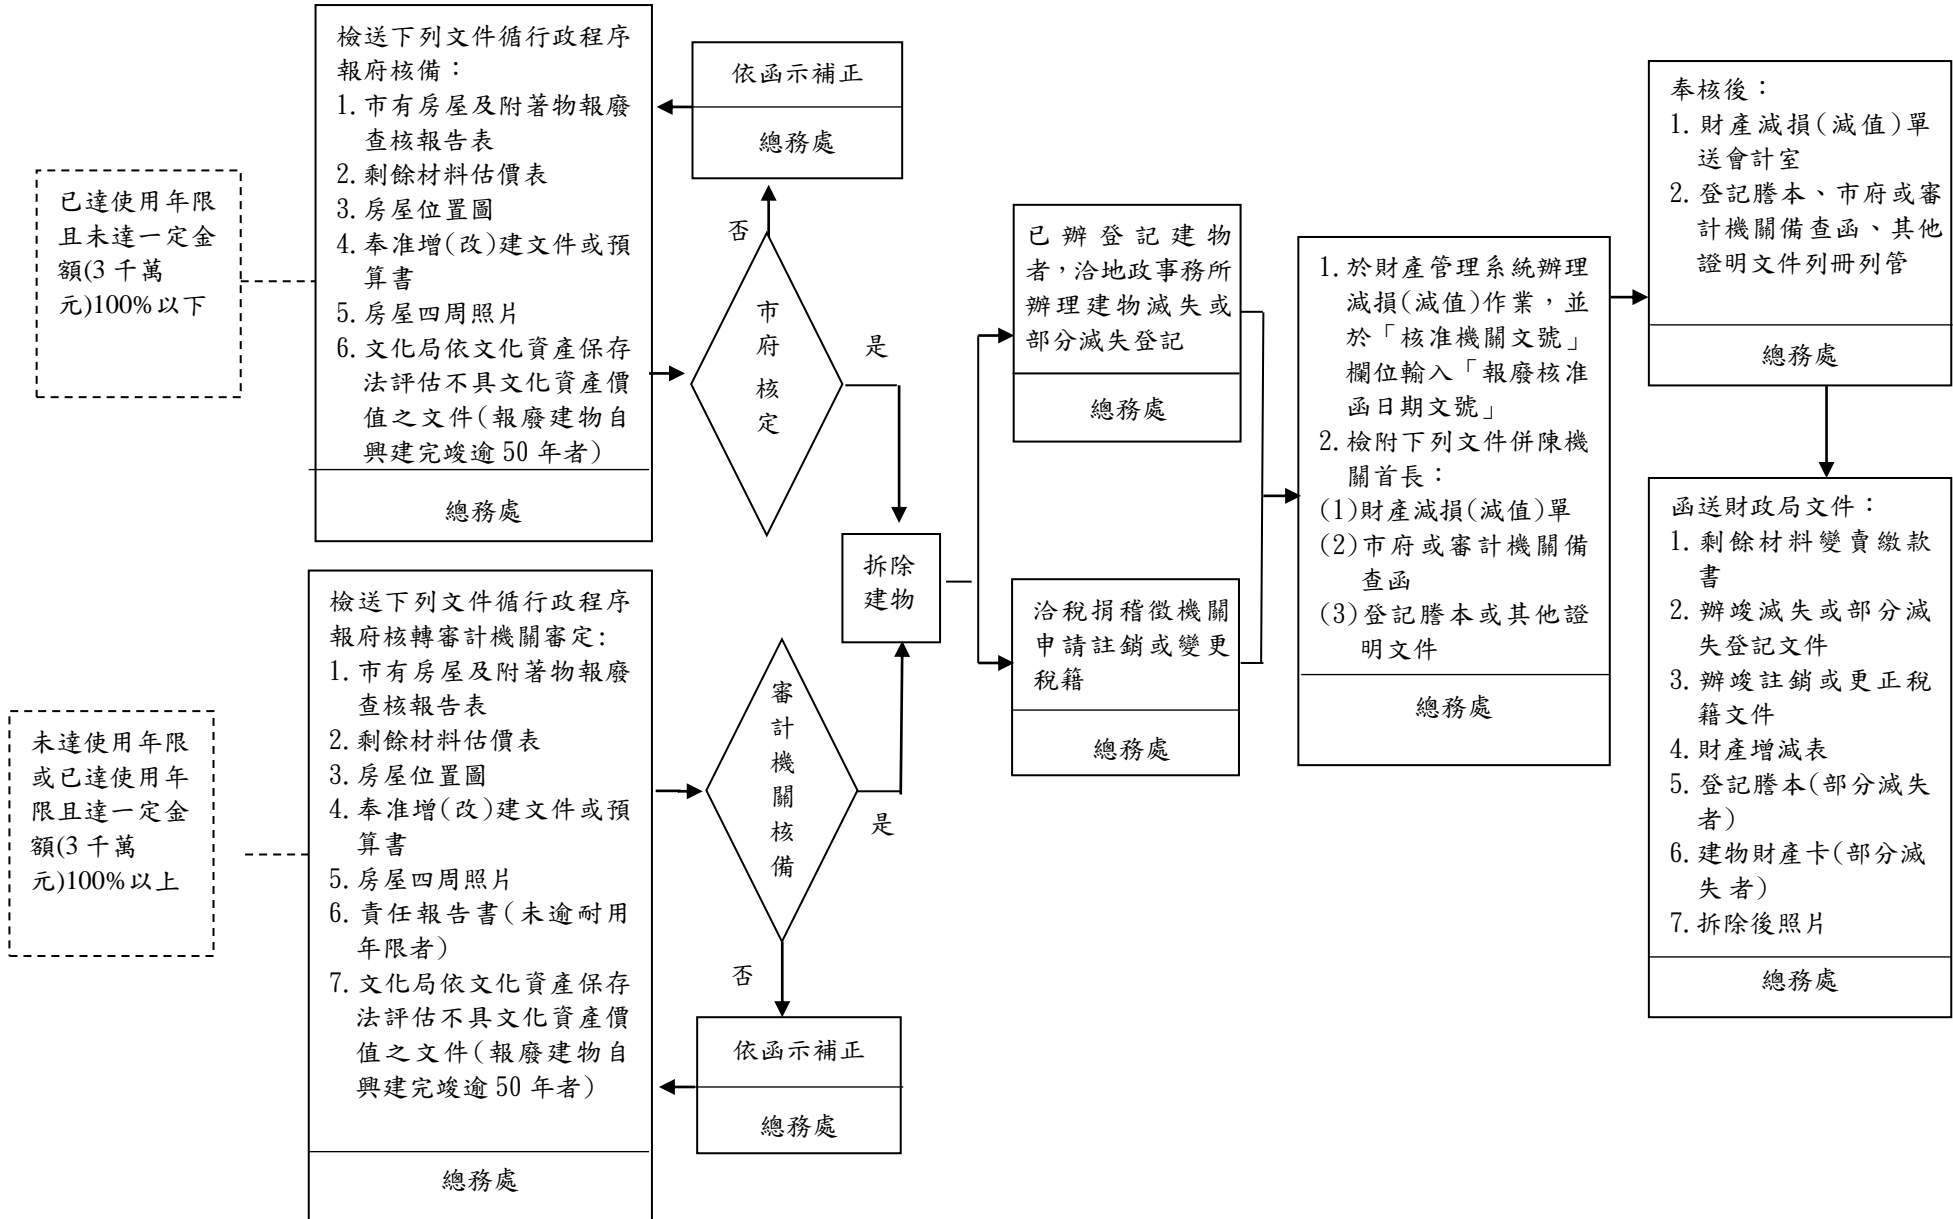 已達使用年限
且未達一定金
額(3 千萬
元)100%以下
檢送下列文件循行政程序
報府核備：
1.市有房屋及附著物報廢
查核報告表
2.剩餘材料估價表
3.房屋位置圖
4.奉准增(改)建文件或預
算書
5.房屋四周照片
6.文化局依文化資產保存
法評估不具文化資產價
值之文件(報廢建物自
興建完竣逾 50 年者)
總務處
依函示補正
總務處
否
市
府
核
定
是
未達使用年限
或已達使用年
限且達一定金
額(3 千萬
元)100%以上
檢送下列文件循行政程序
報府核轉審計機關審定:
1.市有房屋及附著物報廢
查核報告表
2.剩餘材料估價表
3.房屋位置圖
4.奉准增(改)建文件或預
算書
5.房屋四周照片
6.責任報告書(未逾耐用
年限者)
7.文化局依文化資產保存
法評估不具文化資產價
值之文件(報廢建物自
興建完竣逾 50 年者)
總務處
審
計
機
關
核
備
是
否
依函示補正
總務處
拆除
建物
已辦登記建物
者，洽地政事務所
辦理建物滅失或
部分滅失登記
總務處
洽稅捐稽徵機關
申請註銷或變更
稅籍
總務處
1.於財產管理系統辦理
減損(減值)作業，並
於「核准機關文號」
欄位輸入「報廢核准
函日期文號」
2.檢附下列文件併陳機
關首長：
(1)財產減損(減值)單
(2)市府或審計機關備
查函
(3)登記謄本或其他證
明文件
總務處
奉核後：
1.財產減損(減值)單
送會計室
2.登記謄本、市府或審
計機關備查函、其他
證明文件列冊列管
總務處
函送財政局文件：
1.剩餘材料變賣繳款
書
2.辦竣滅失或部分滅
失登記文件
3.辦竣註銷或更正稅
籍文件
4.財產增減表
5.登記謄本(部分滅失
者)
6.建物財產卡(部分滅
失者)
7.拆除後照片
總務處